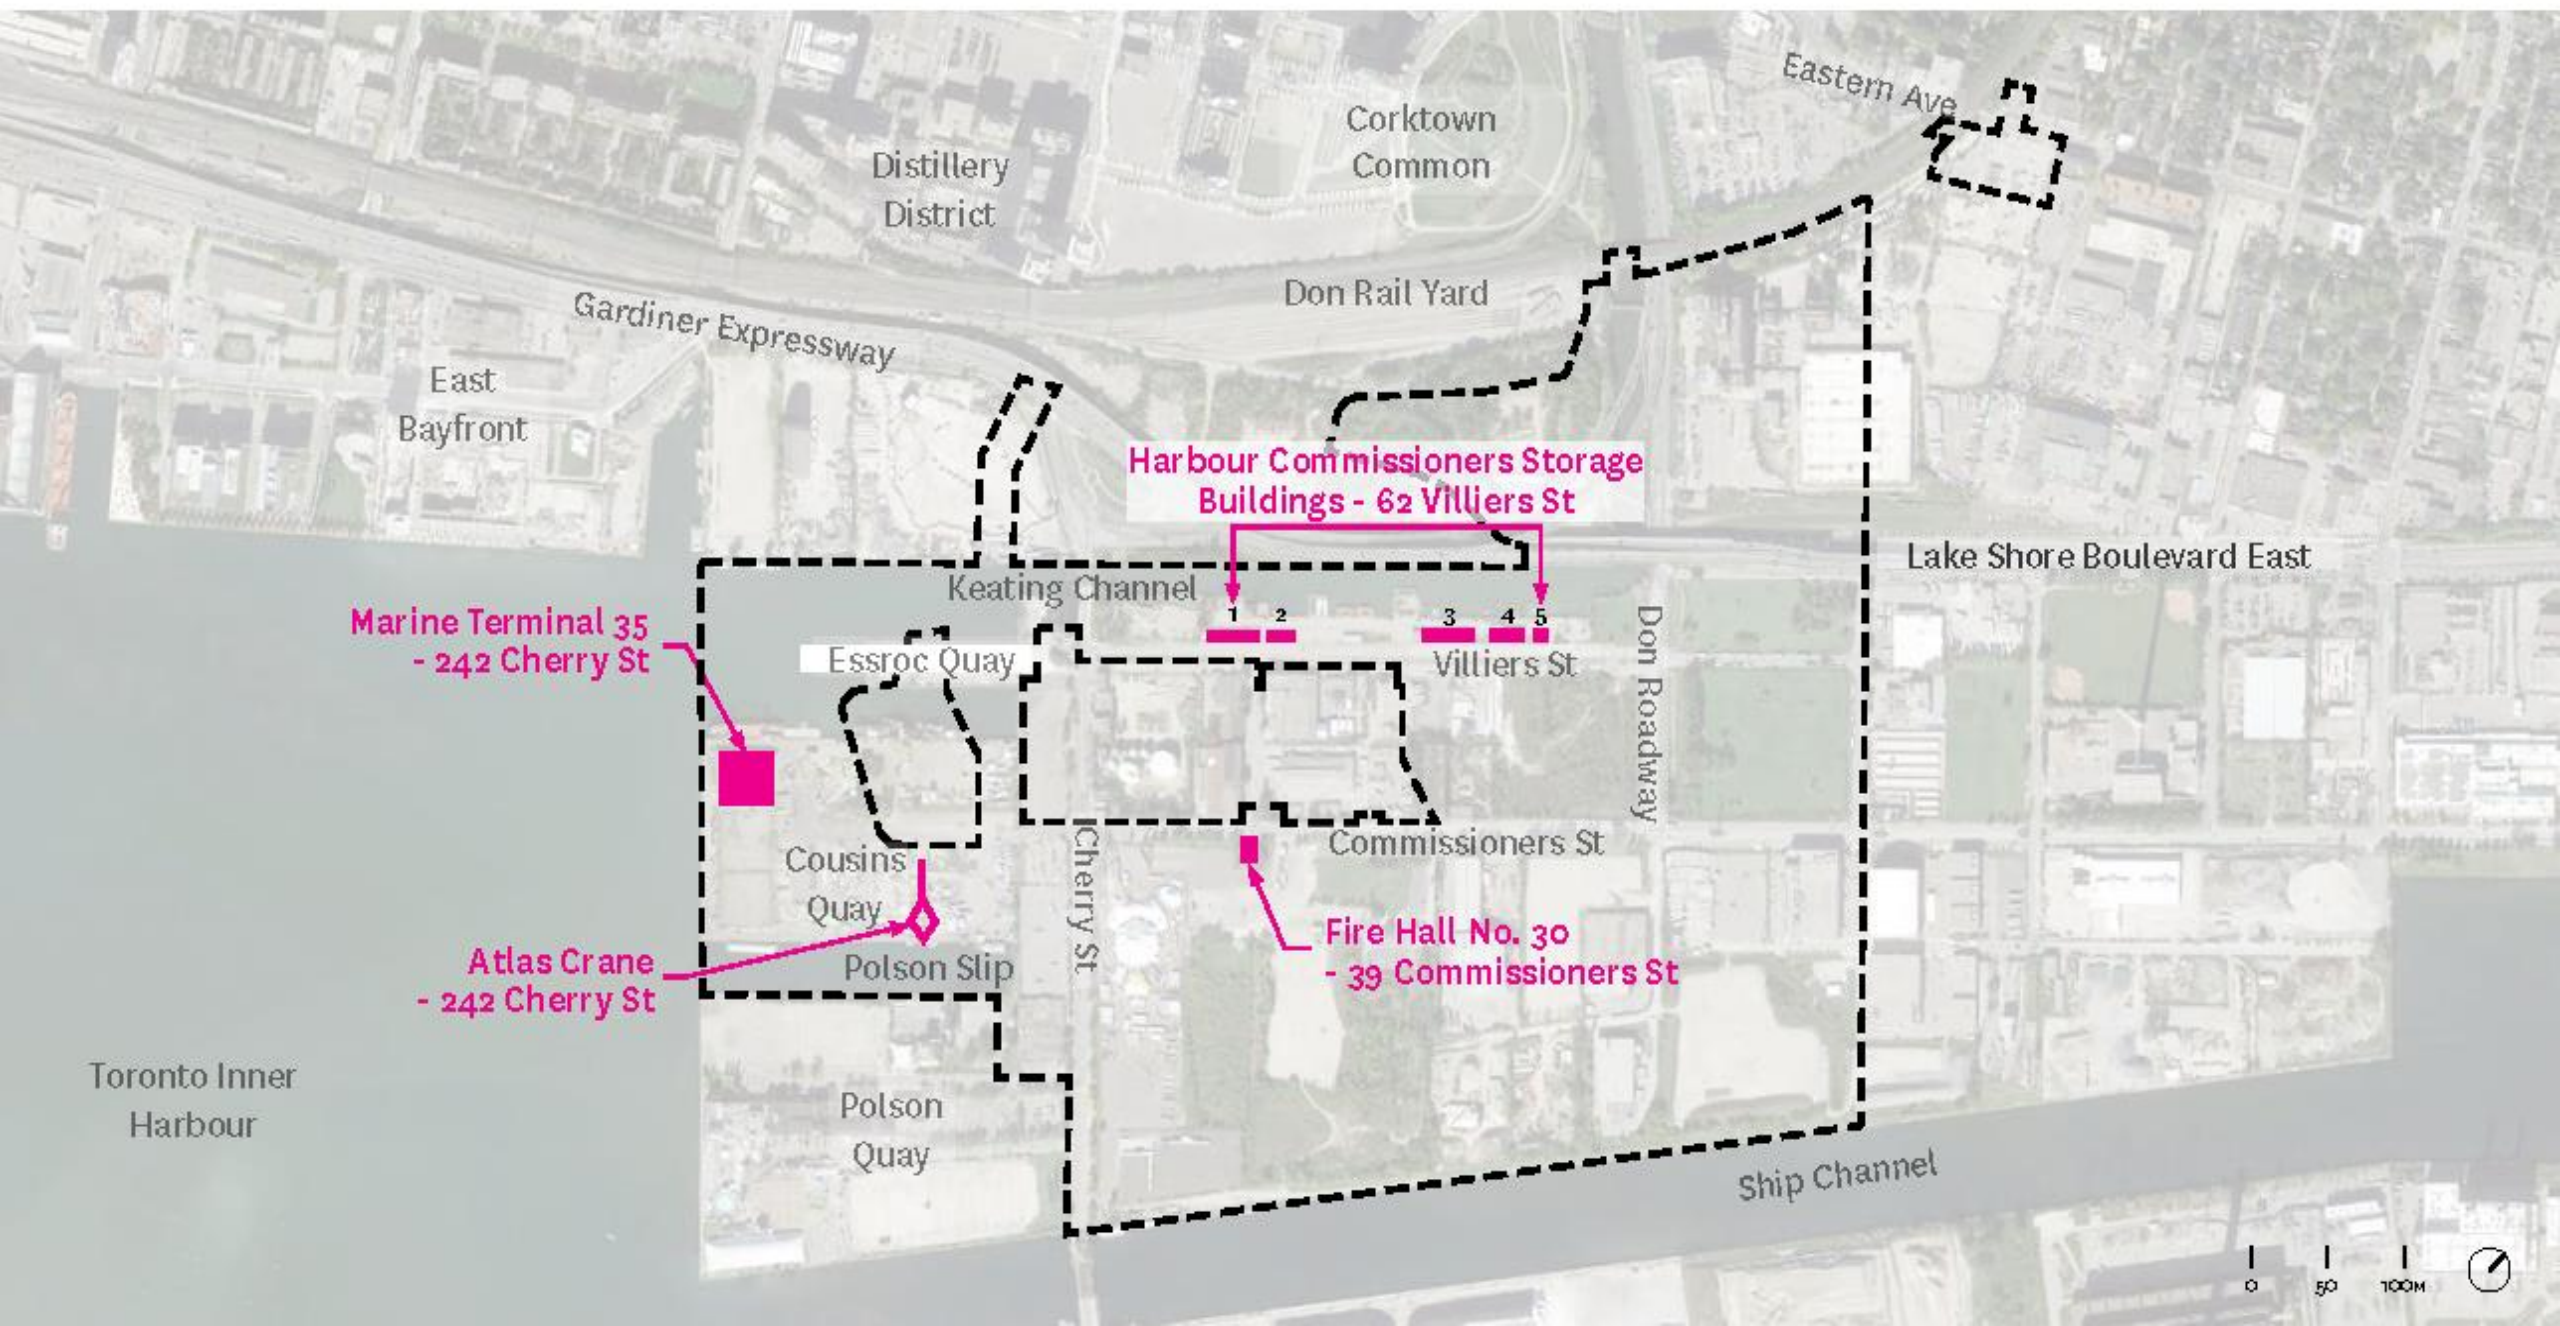 Eastern Ave
Corktown
Common
Distillery
District
Don Rail Yard
Gardiner Expressway
East
Bayfront
Harbour Commissioners Storage
Buildings - 62 Villiers St
Lake Shore Boulevard East
Keating Channel
1 2 3 4 5
Marine Terminal 35
- 242 Cherry St
Essroc Quay
Villiers St
Don Roadway
Commissioners St
Cousins
Quay
Cherry St
Fire Hall No. 30
- 39 Commissioners St
Atlas Crane
- 242 Cherry St
Polson Slip
Toronto Inner
Harbour
Polson
Quay
Ship Channel
0 50 100M